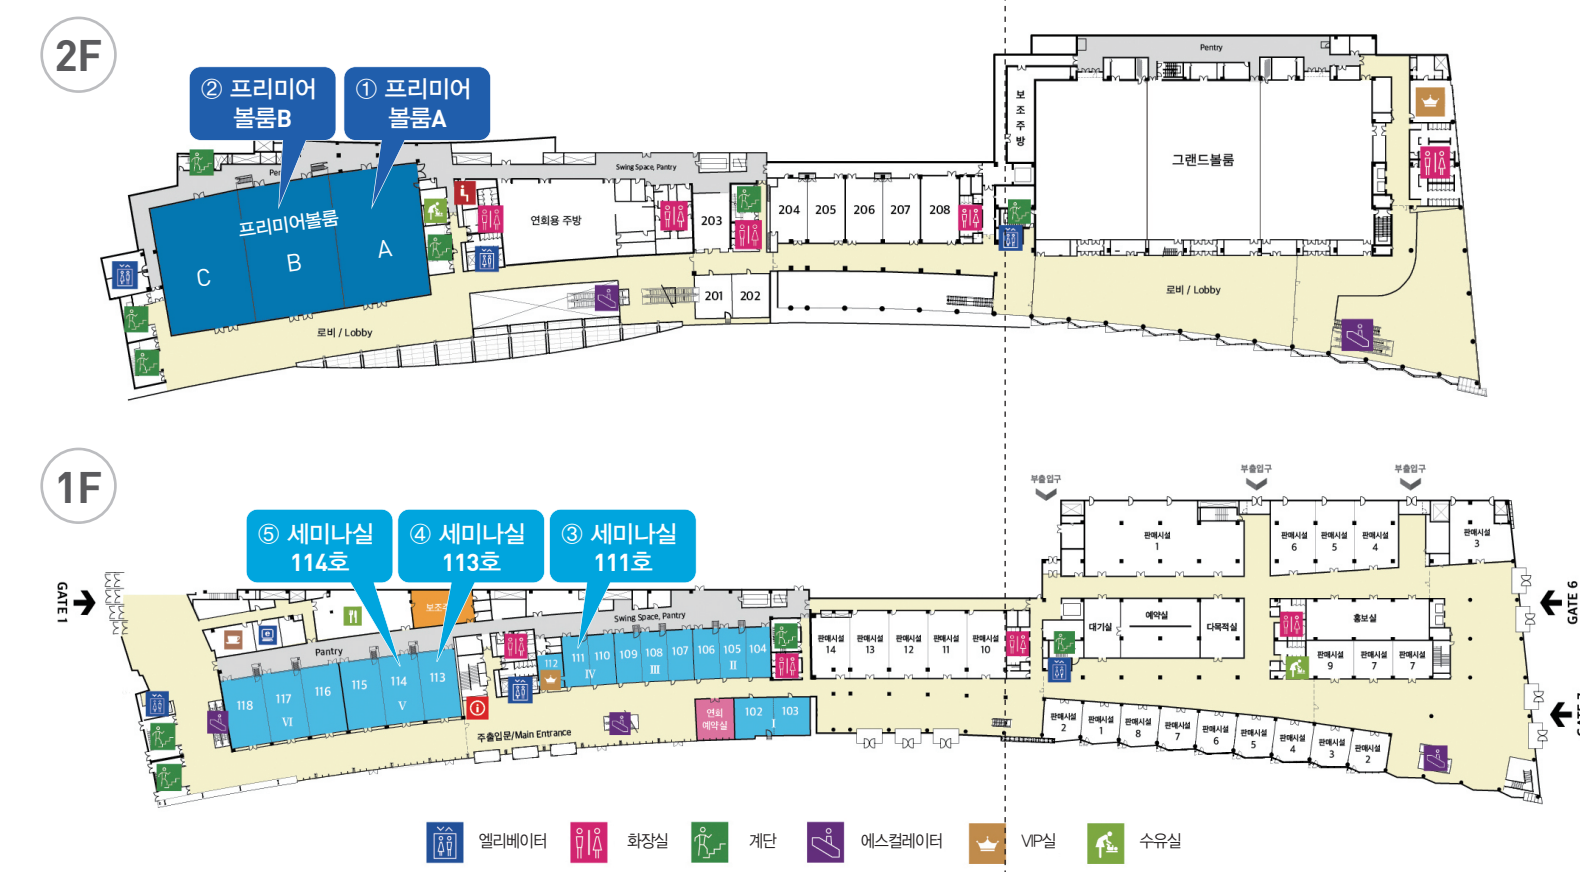 2F
② 프리미어
볼룸B
① 프리미어
볼룸A
Pentry
보조주방
그랜드볼룸
Swing Space, Pantry
프리미어볼룸
C
B
A
연회용 주방
203
204
205
206
207
208
201
202
로비 / Lobby
로비 / Lobby
1F
⑤ 세미나실
114호
④ 세미나실
113호
③ 세미나실
111호
부출입구
부출입구
부출입구
GATE 1
GATE 6
Pantry
Swing Space, Pantry
118
117
116
115
114
113
VI
V
112
111
110
109
108
107
106
105
104
IV
III
II
연회
예약실
102
103
I
주출입문/Main Entrance
판매시설
14
판매시설
13
판매시설
12
판매시설
11
판매시설
10
판매시설
1
판매시설
6
판매시설
5
판매시설
4
판매시설
3
대기실
예약실
다목적실
홍보실
판매시설
9
판매시설
7
판매시설
7
판매시설
2
판매시설
1
판매시설
8
판매시설
7
판매시설
6
판매시설
5
판매시설
4
판매시설
3
판매시설
2
엘리베이터
화장실
계단
에스컬레이터
VIP실
수유실